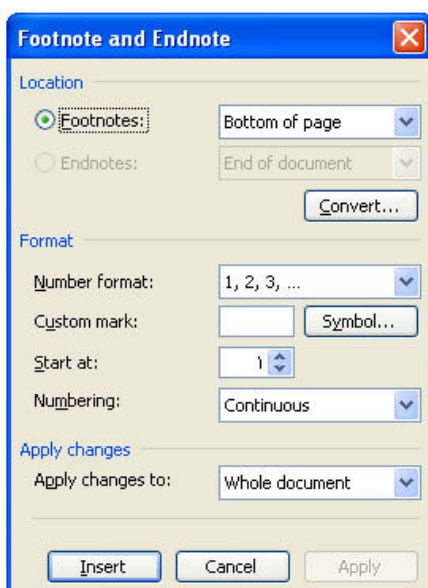 Footnote and Endnote
Location
Footnotes: Bottom of page
Endnotes: End of document
Convert...
Format
Number format: 1, 2, 3, ...
Custom mark: Symbol...
Start at: ١
Numbering: Continuous
Apply changes
Apply changes to: Whole document
Insert Cancel Apply